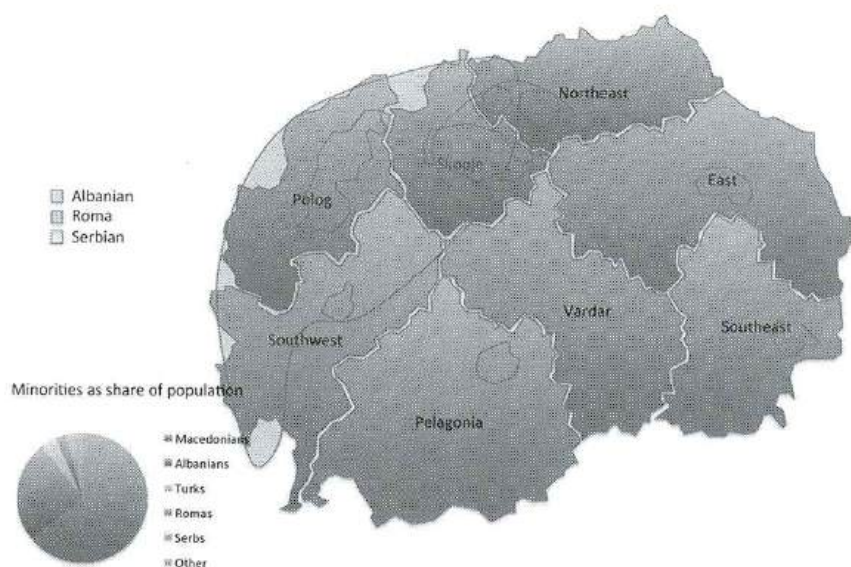 Northeast
Skopje
East
Albanian
Roma
Serbian
Polog
Vardar
Southeast
Southwest
Minorities as share of population
Pelagonia
Macedonians
Albanians
Turks
Romas
Serbs
Other